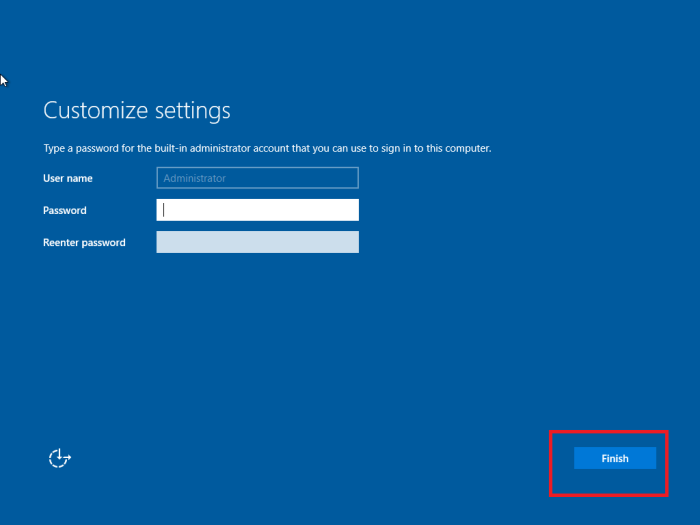 Customize settings
Type a password for the built-in administrator account that you can use to sign in to this computer.
User name Administrator
Password
Reenter password
Finish